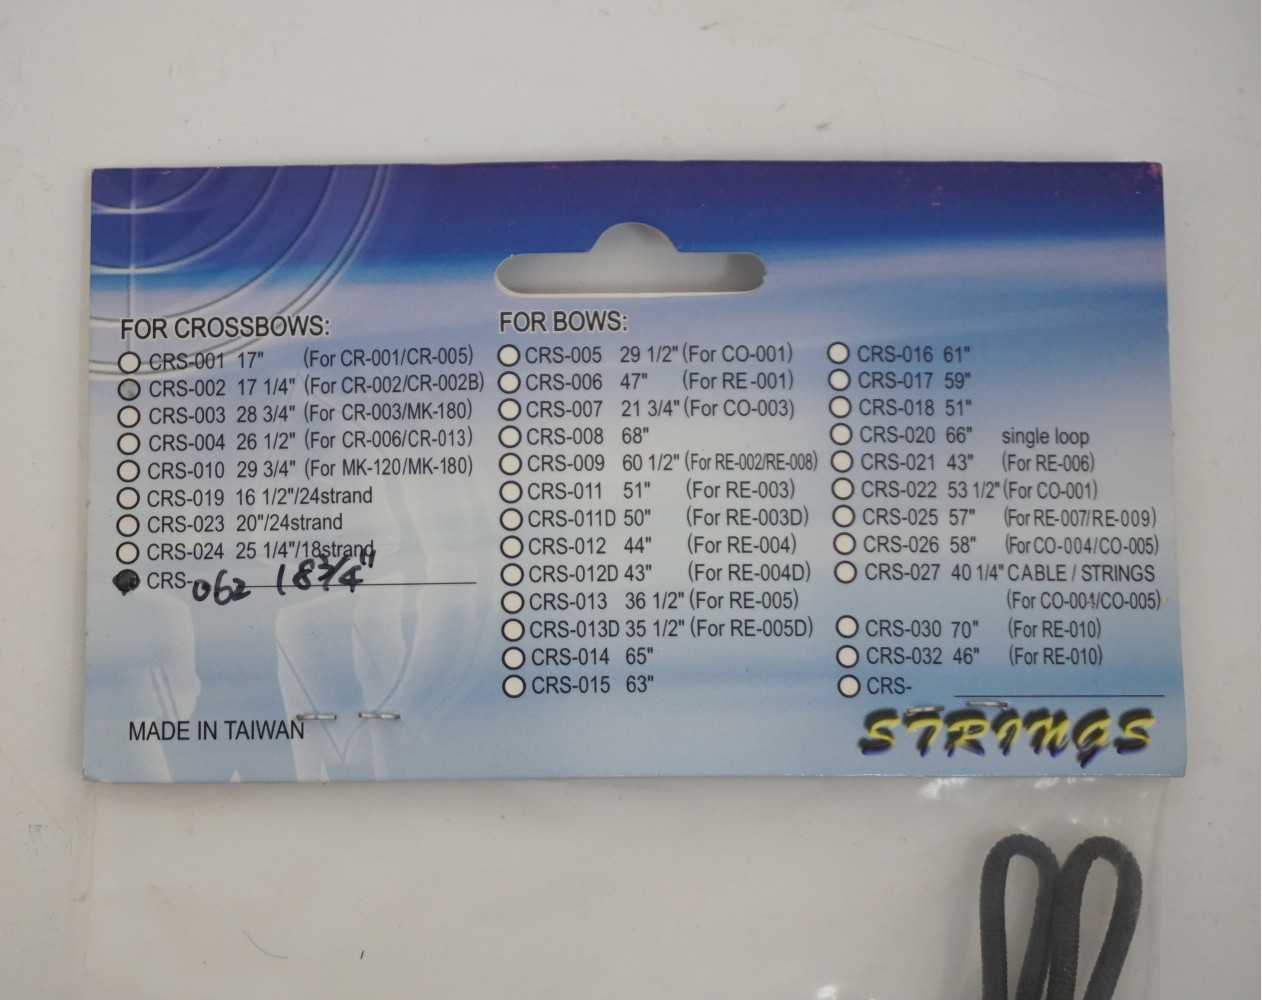 FOR CROSSBOWS:
CRS-001 17" (For CR-001/CR-005)
CRS-002 17 1/4" (For CR-002/CR-002B)
CRS-003 28 3/4" (For CR-003/MK-180)
CRS-004 26 1/2" (For CR-006/CR-013)
CRS-010 29 3/4" (For MK-120/MK-180)
CRS-019 16 1/2"/24strand
CRS-023 20"/24strand
CRS-024 25 1/4"/18strand
CRS-062 18 3/4"
MADE IN TAIWAN
FOR BOWS:
CRS-005 29 1/2" (For CO-001)
CRS-006 47" (For RE-001)
CRS-007 21 3/4" (For CO-003)
CRS-008 68"
CRS-009 60 1/2" (For RE-002/RE-008)
CRS-011 51" (For RE-003)
CRS-011D 50" (For RE-003D)
CRS-012 44" (For RE-004)
CRS-012D 43" (For RE-004D)
CRS-013 36 1/2" (For RE-005)
CRS-013D 35 1/2" (For RE-005D)
CRS-014 65"
CRS-015 63"
CRS-016 61"
CRS-017 59"
CRS-018 51"
CRS-020 66" single loop
CRS-021 43" (For RE-006)
CRS-022 53 1/2" (For CO-001)
CRS-025 57" (For RE-007/RE-009)
CRS-026 58" (For CO-004/CO-005)
CRS-027 40 1/4" CABLE / STRINGS
(For CO-004/CO-005)
CRS-030 70" (For RE-010)
CRS-032 46" (For RE-010)
CRS-
STRINGS